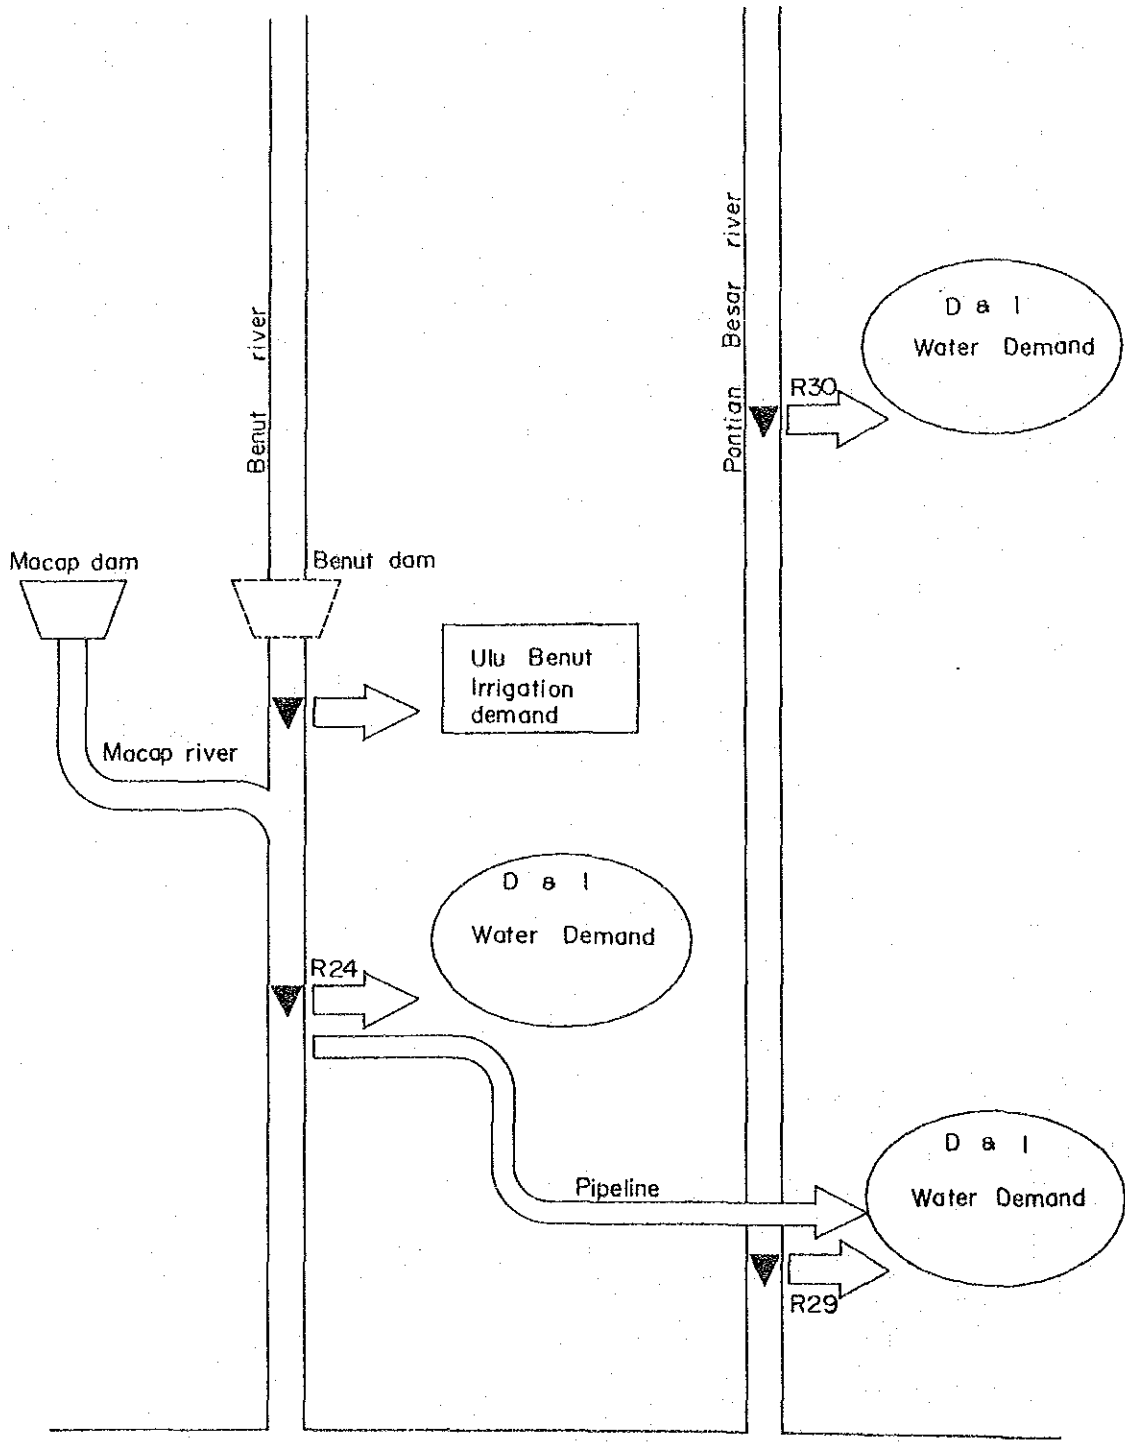 Benut river
Pontian Besar river
D & I
Water Demand
R30
Macap dam
Benut dam
Ulu Benut
Irrigation
demand
Macap river
D & I
Water Demand
R24
Pipeline
D & I
Water Demand
R29